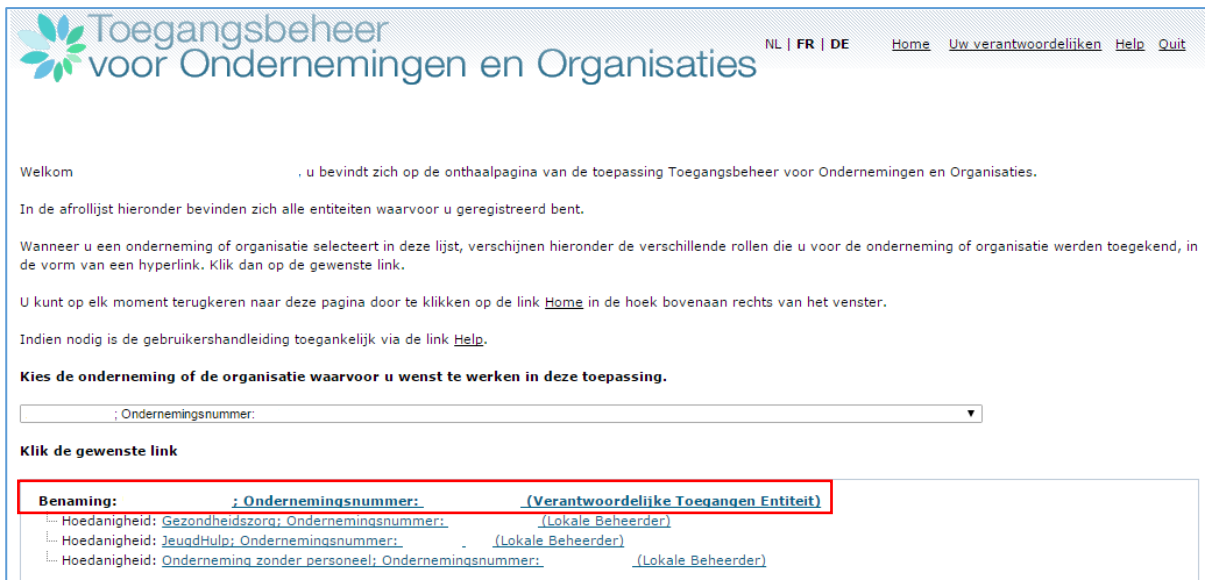 Toegangsbeheer
voor Ondernemingen en Organisaties
NL | FR | DE Home Uw verantwoordelijken Help Quit
Welkom , u bevindt zich op de onthaalpagina van de toepassing Toegangsbeheer voor Ondernemingen en Organisaties.
In de afrollijst hieronder bevinden zich alle entiteiten waarvoor u geregistreerd bent.
Wanneer u een onderneming of organisatie selecteert in deze lijst, verschijnen hieronder de verschillende rollen die u voor de onderneming of organisatie werden toegekend, in
de vorm van een hyperlink. Klik dan op de gewenste link.
U kunt op elk moment terugkeren naar deze pagina door te klikken op de link Home in de hoek bovenaan rechts van het venster.
Indien nodig is de gebruikershandleiding toegankelijk via de link Help.
Kies de onderneming of de organisatie waarvoor u wenst te werken in deze toepassing.
; Ondernemingsnummer:
Klik de gewenste link
Benaming: ; Ondernemingsnummer: (Verantwoordelijke Toegangen Entiteit)
Hoedanigheid: Gezondheidszorg; Ondernemingsnummer: (Lokale Beheerder)
Hoedanigheid: JeugdHulp; Ondernemingsnummer: (Lokale Beheerder)
Hoedanigheid: Onderneming zonder personeel; Ondernemingsnummer: (Lokale Beheerder)